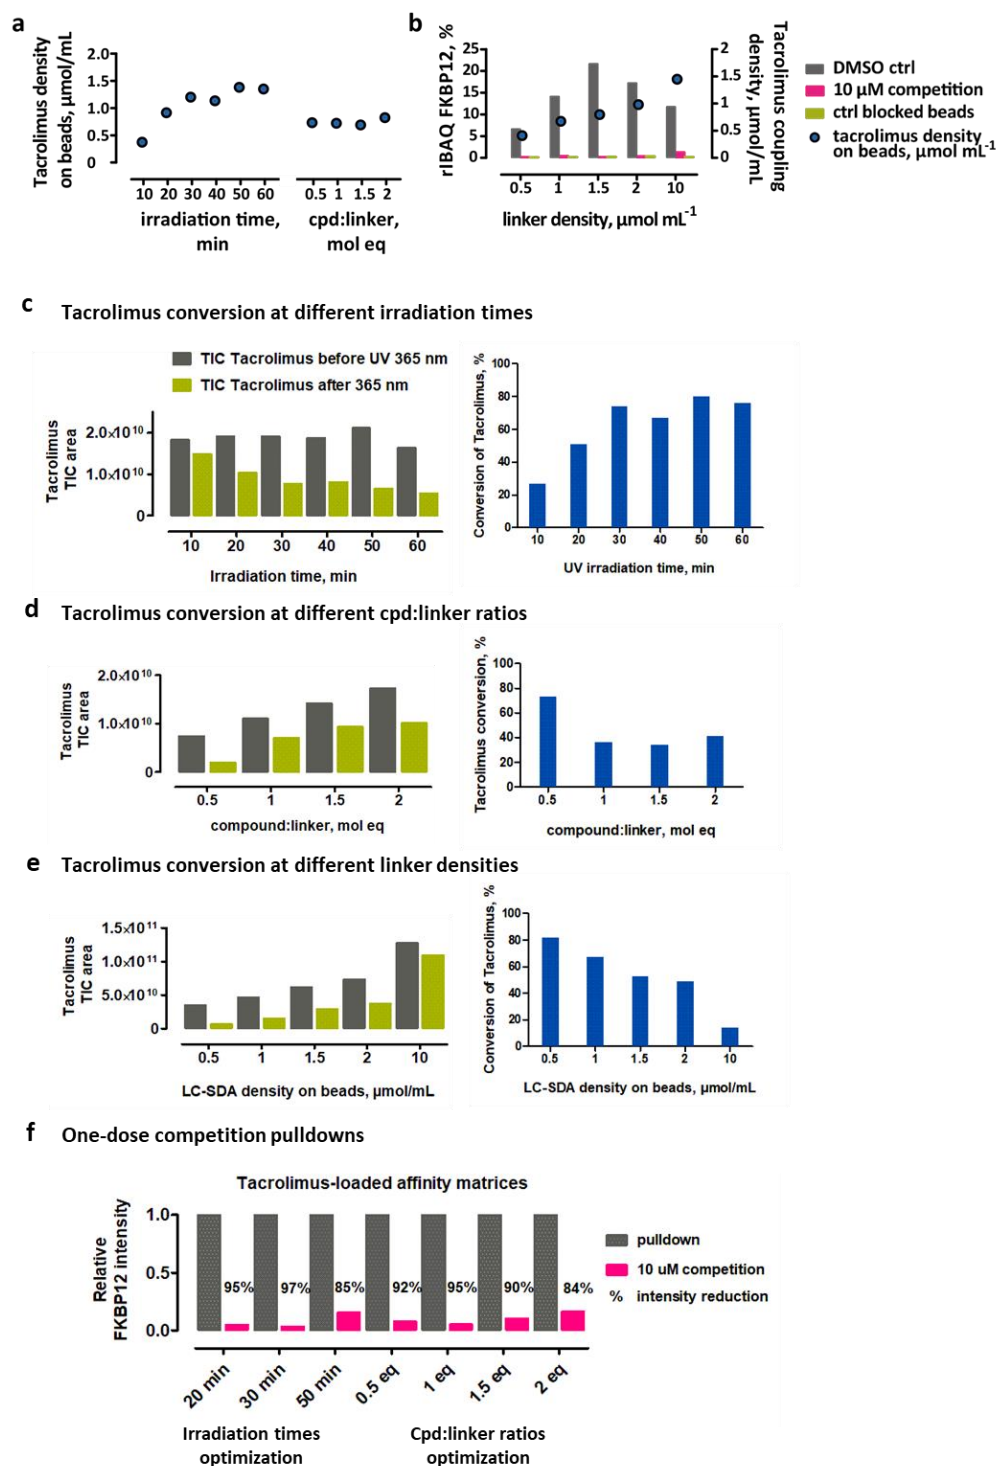 a
Tacrolimus density
on beads, µmol/mL
2.0
1.5
1.0
0.5
0
10 20 30 40 50 60
irradiation time,
min
0.5 1 1.5 2
cpd:linker,
mol eq
b
rIBAQ FKBP12, %
25
20
15
10
5
0
2
1.5
1
0.5
0
Tacrolimus coupling
density, µmol/mL
0.5 1 1.5 2 10
linker density, µmol mL-1
DMSO ctrl
10 µM competition
ctrl blocked beads
tacrolimus density
on beads, µmol mL-1
c Tacrolimus conversion at different irradiation times
TIC Tacrolimus before UV 365 nm
TIC Tacrolimus after 365 nm
Tacrolimus
TIC area
2.0×10^10
1.0×10^10
0
10 20 30 40 50 60
Irradiation time, min
Conversion of Tacrolimus, %
100
80
60
40
20
0
10 20 30 40 50 60
UV irradiation time, min
d Tacrolimus conversion at different cpd:linker ratios
Tacrolimus
TIC area
2.0×10^10
1.0×10^10
0
0.5 1 1.5 2
compound:linker, mol eq
Tacrolimus conversion, %
100
80
60
40
20
0
0.5 1 1.5 2
compound:linker, mol eq
e Tacrolimus conversion at different linker densities
Tacrolimus
TIC area
1.5×10^11
1.0×10^11
5.0×10^10
0
0.5 1 1.5 2 10
LC-SDA density on beads, µmol/mL
Conversion of Tacrolimus, %
100
80
60
40
20
0
0.5 1 1.5 2 10
LC-SDA density on beads, µmol/mL
f One-dose competition pulldowns
Tacrolimus-loaded affinity matrices
Relative
FKBP12 intensity
1.0
0.5
0.0
95% 97% 85% 92% 95% 90% 84%
20 min 30 min 50 min 0.5 eq 1 eq 1.5 eq 2 eq
pulldown
10 uM competition
% intensity reduction
Irradiation times
optimization
Cpd:linker ratios
optimization